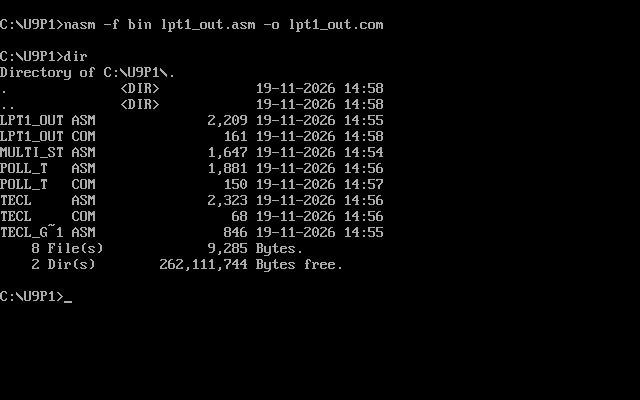 C:\U9P1>nasm -f bin lpt1_out.asm -o lpt1_out.com
C:\U9P1>dir
Directory of C:\U9P1\.
.              <DIR>            19-11-2026 14:58
..             <DIR>            19-11-2026 14:58
LPT1_OUT ASM              2,209 19-11-2026 14:55
LPT1_OUT COM                161 19-11-2026 14:58
MULTI_ST ASM              1,647 19-11-2026 14:54
POLL_T   ASM              1,881 19-11-2026 14:56
POLL_T   COM                150 19-11-2026 14:57
TECL     ASM              2,323 19-11-2026 14:56
TECL     COM                 68 19-11-2026 14:56
TECL_G~1 ASM                846 19-11-2026 14:55
    8 File(s)             9,285 Bytes.
    2 Dir(s)        262,111,744 Bytes free.
C:\U9P1>_